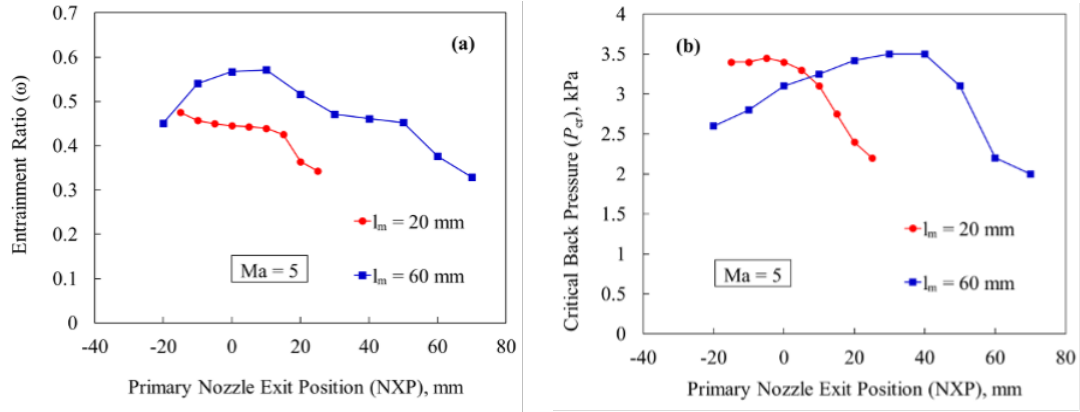 (a)
Entrainment Ratio (ω)
0.7
0.6
0.5
0.4
0.3
0.2
0.1
0
-40 -20 0 20 40 60 80
Primary Nozzle Exit Position (NXP), mm
lm = 20 mm
lm = 60 mm
Ma = 5
(b)
Critical Back Pressure (Pcr), kPa
4
3.5
3
2.5
2
1.5
1
0.5
0
-40 -20 0 20 40 60 80
Primary Nozzle Exit Position (NXP), mm
lm = 20 mm
lm = 60 mm
Ma = 5